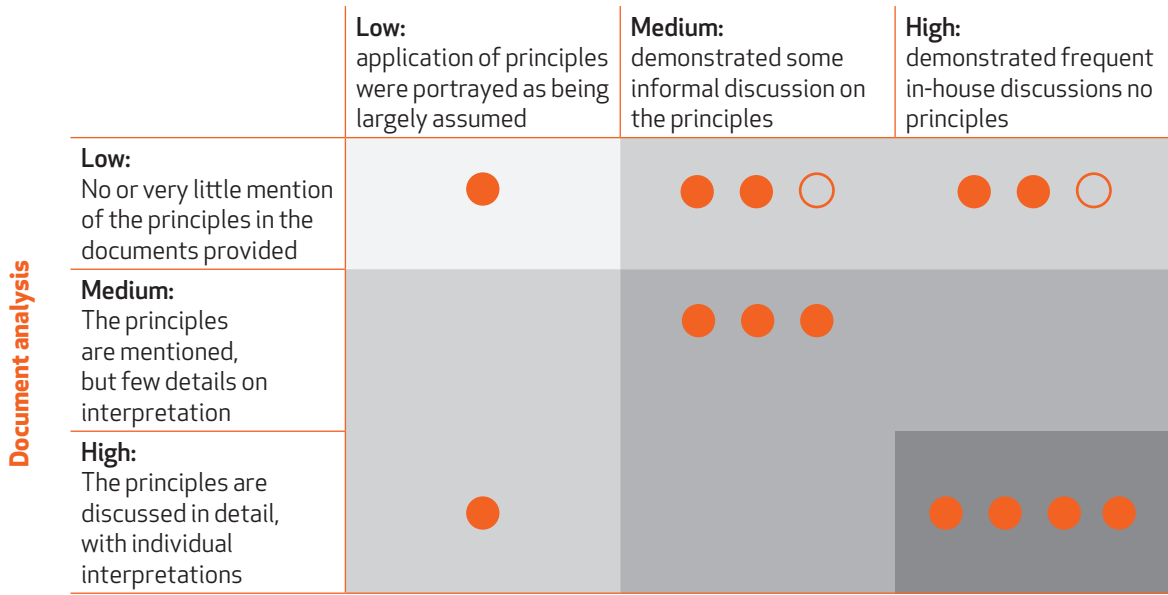 Low:
application of principles
were portrayed as being
largely assumed
Medium:
demonstrated some
informal discussion on
the principles
High:
demonstrated frequent
in-house discussions no
principles
Document analysis
Low:
No or very little mention
of the principles in the
documents provided
Medium:
The principles
are mentioned,
but few details on
interpretation
High:
The principles are
discussed in detail,
with individual
interpretations